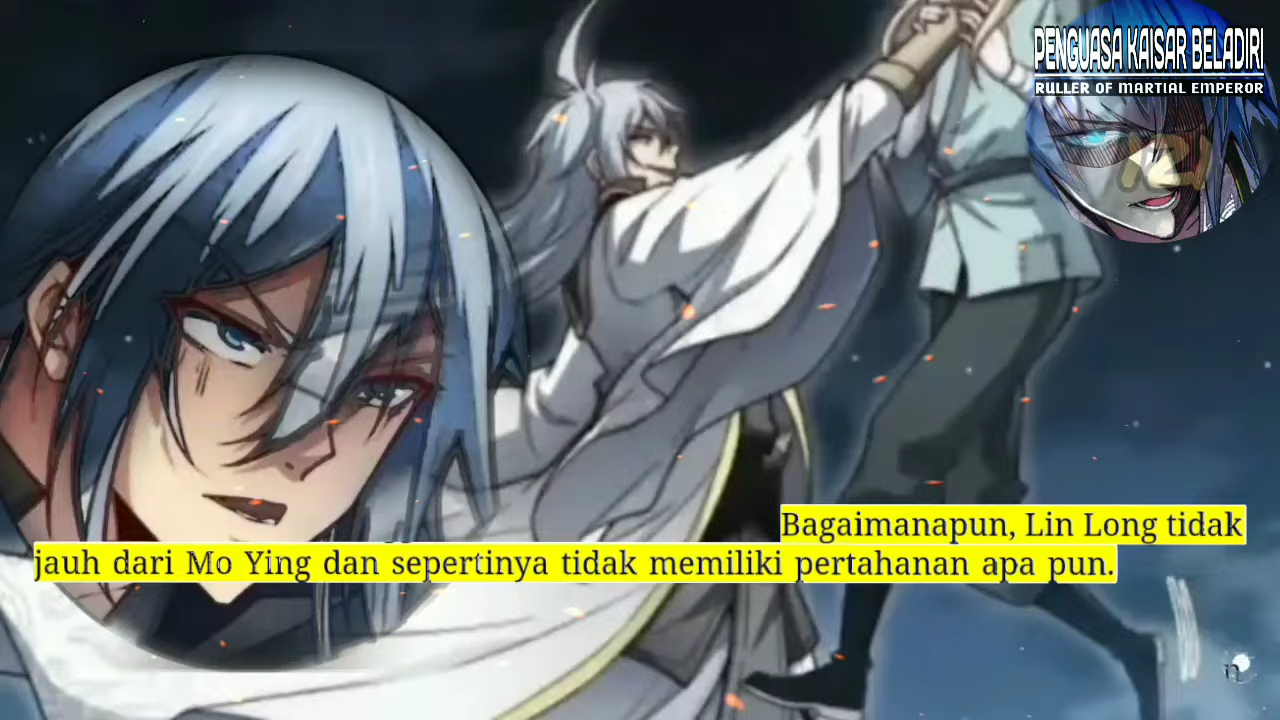 PENGUASA KAISAR BELADIRI
RULLER OF MARTIAL EMPEROR
Bagaimanapun, Lin Long tidak
jauh dari Mo Ying dan sepertinya tidak memiliki pertahanan apa pun.